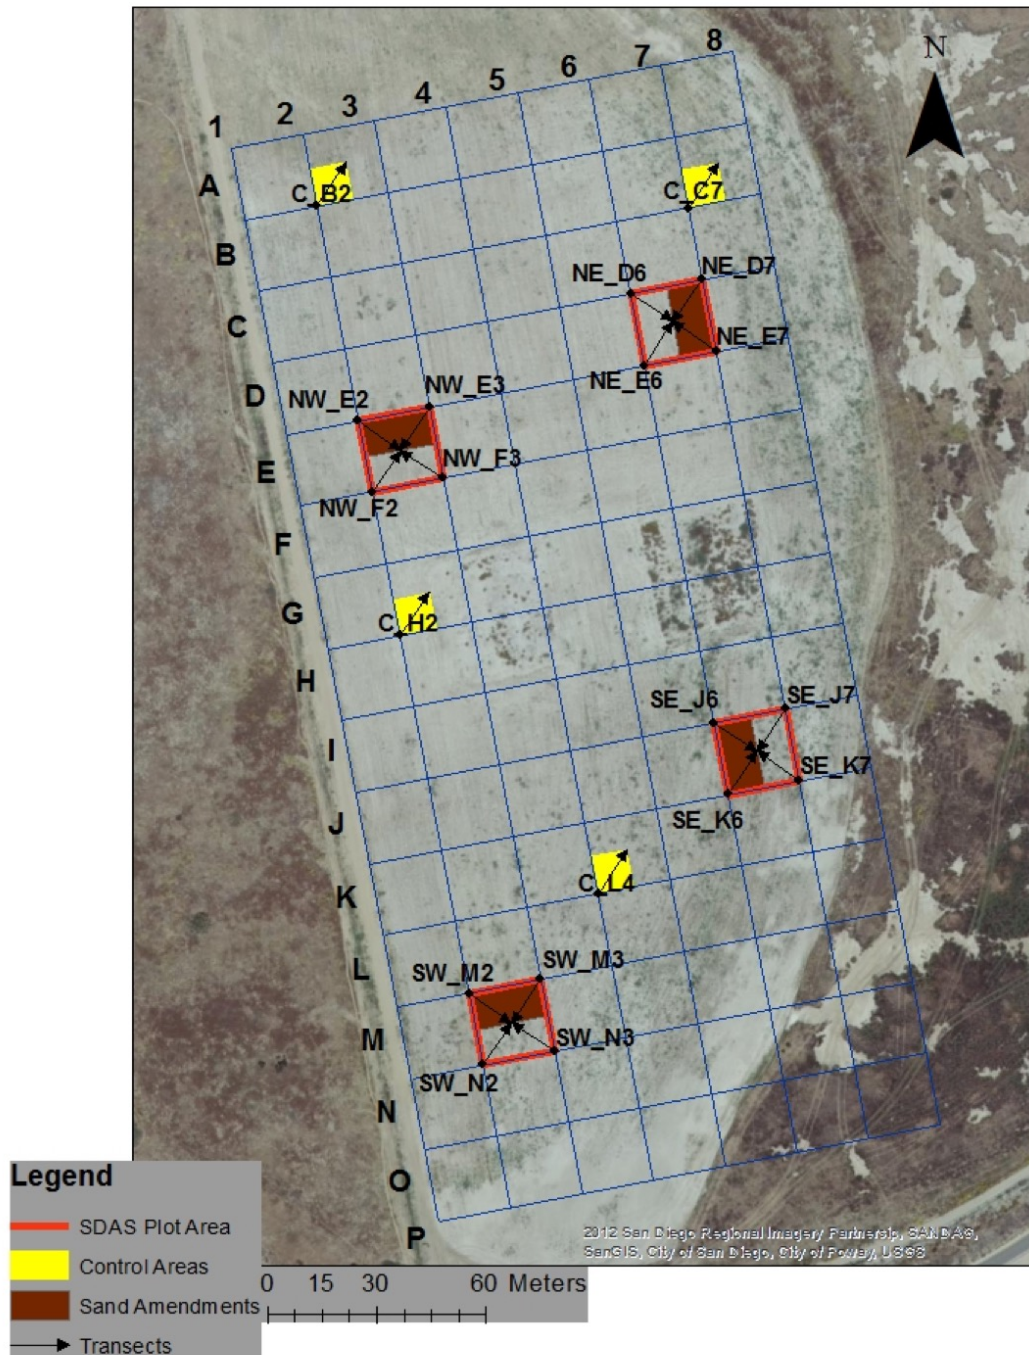 N
1 2 3 4 5 6 7 8
A
B
C
D
E
F
G
H
I
J
K
L
M
N
O
P
C_B2
C_C7
NE_D6
NE_D7
NE_E6
NE_E7
NW_E2
NW_E3
NW_F2
NW_F3
C_H2
SE_J6
SE_J7
SE_K6
SE_K7
C_L4
SW_M2
SW_M3
SW_N2
SW_N3
2012 San Diego Regional Imagery Partnersip, SANDAG,
SanGIS, City of San Diego, City of Poway, USGS
Legend
SDAS Plot Area
Control Areas
Sand Amendments
Transects
0 15 30 60 Meters